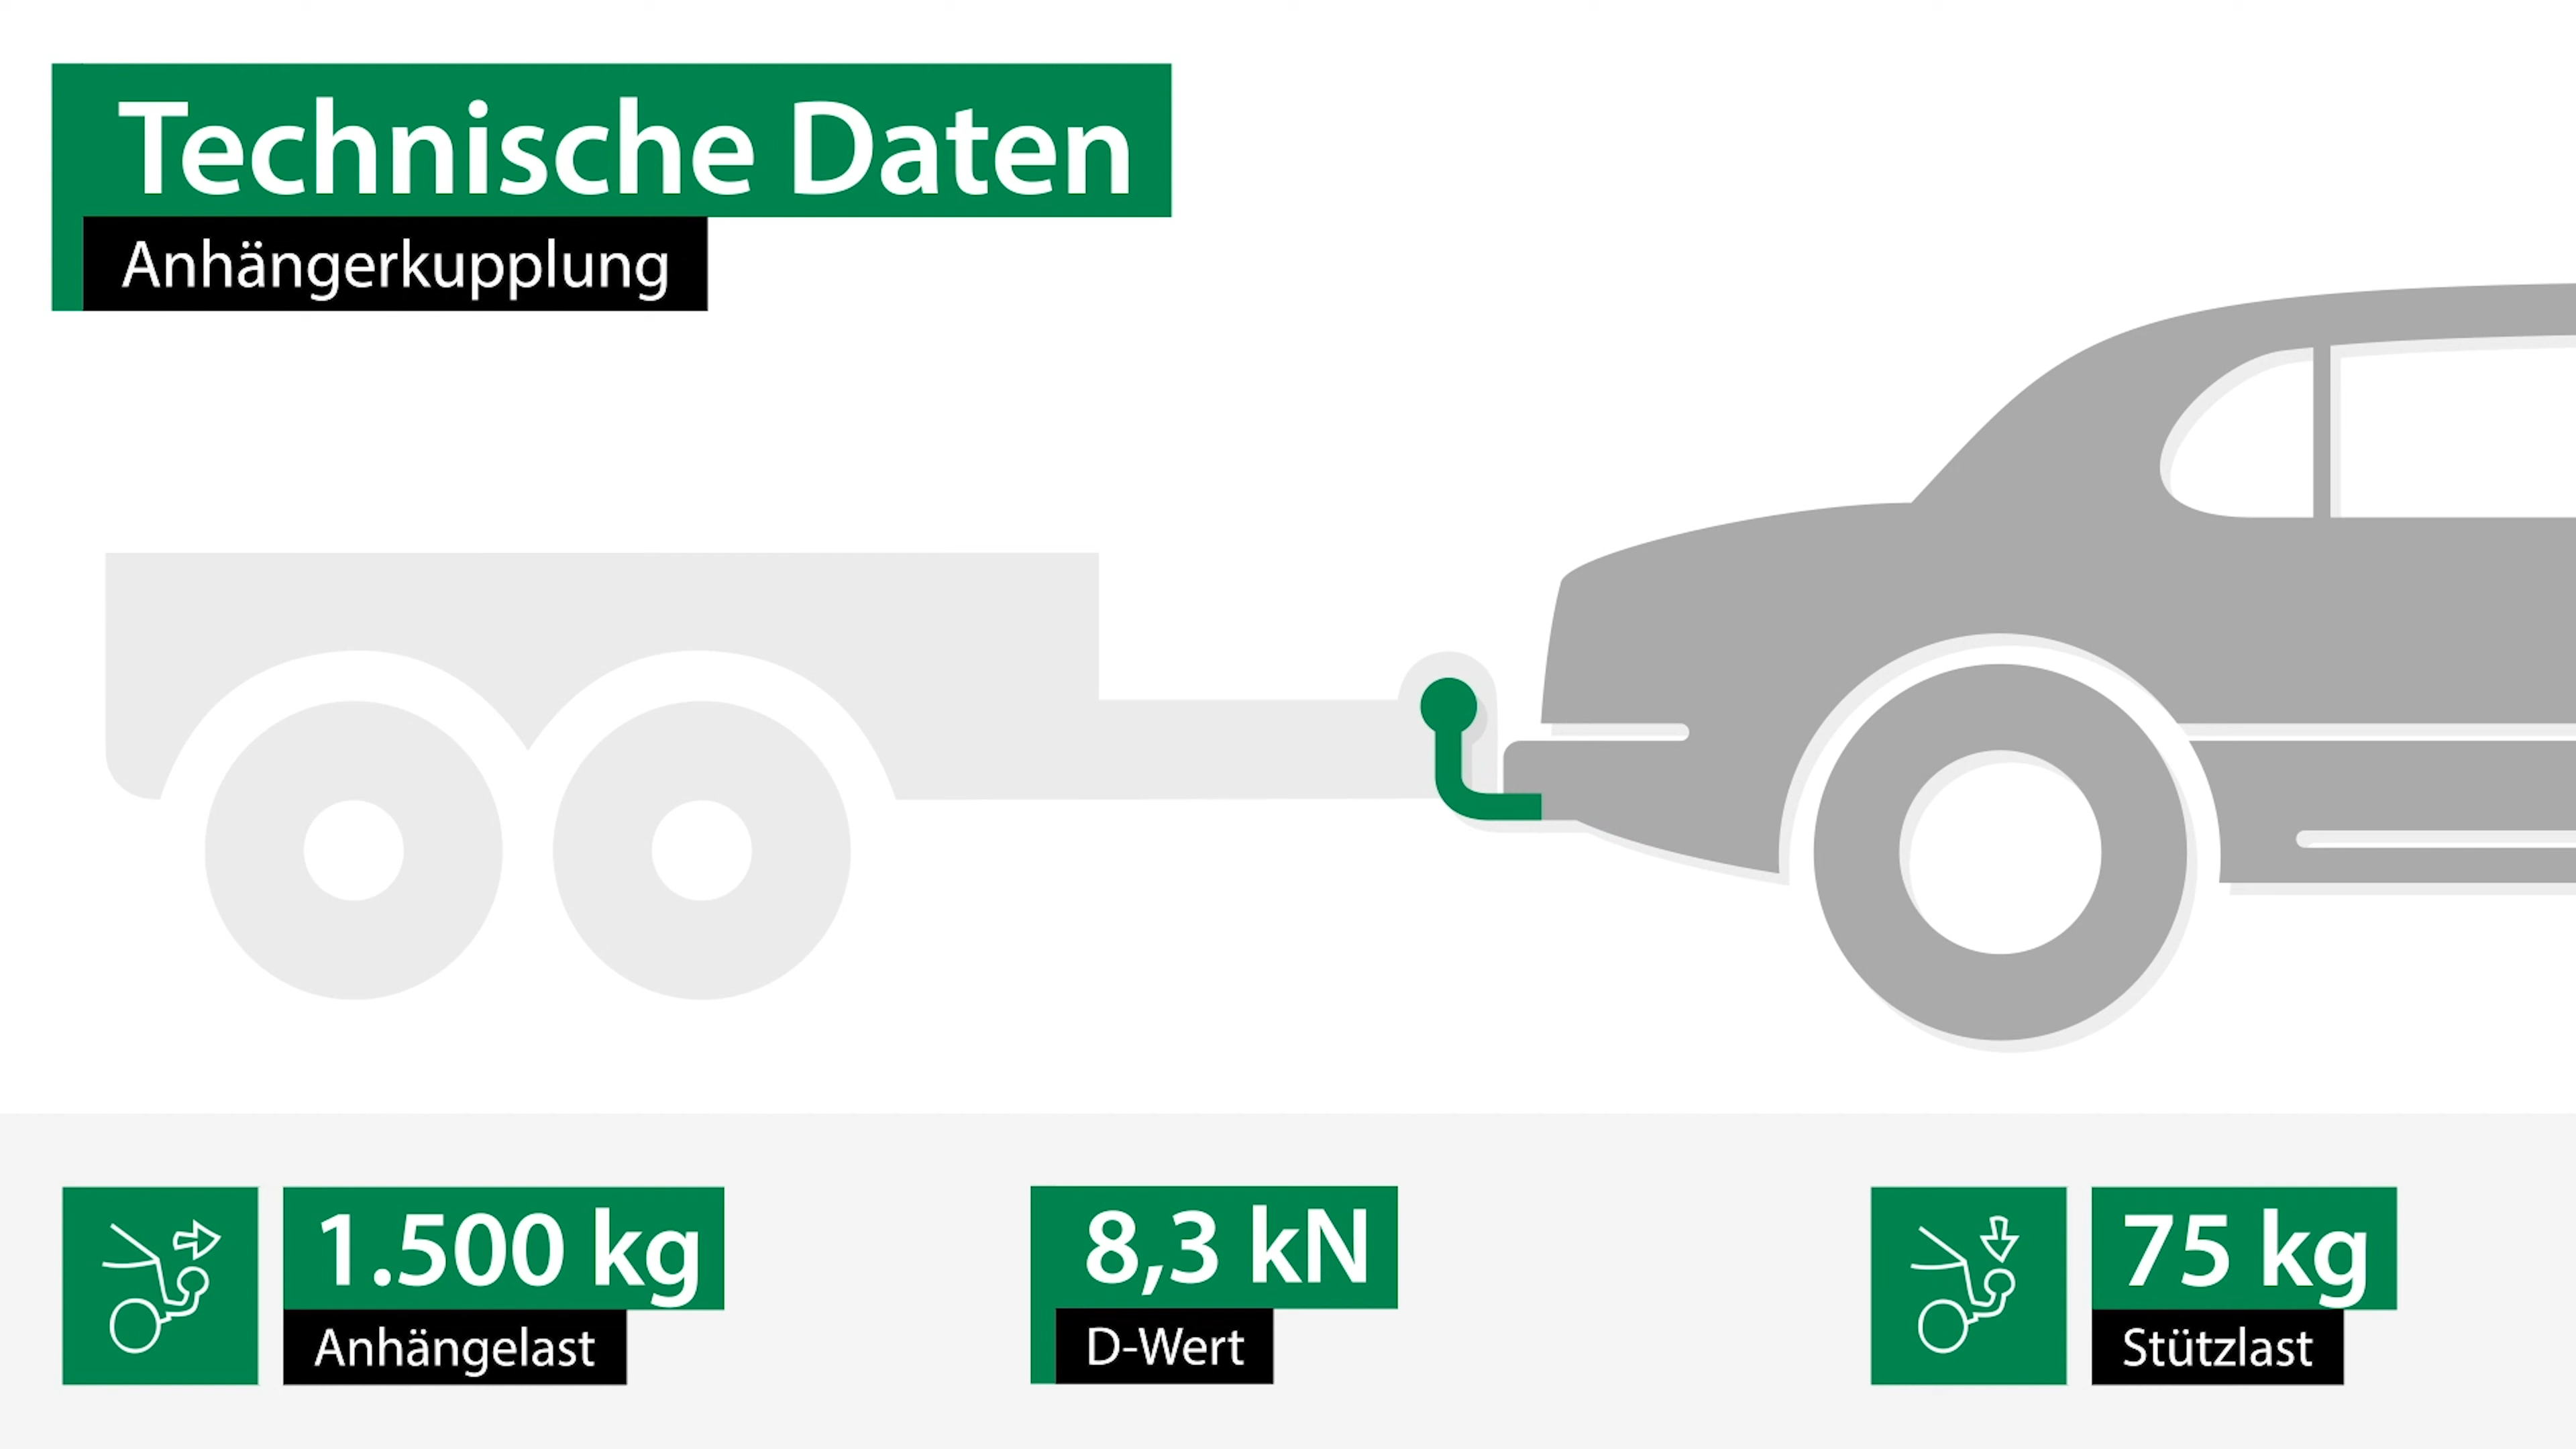 Technische Daten
Anhängerkupplung
1.500 kg
Anhängelast
8,3 kN
D-Wert
75 kg
Stützlast